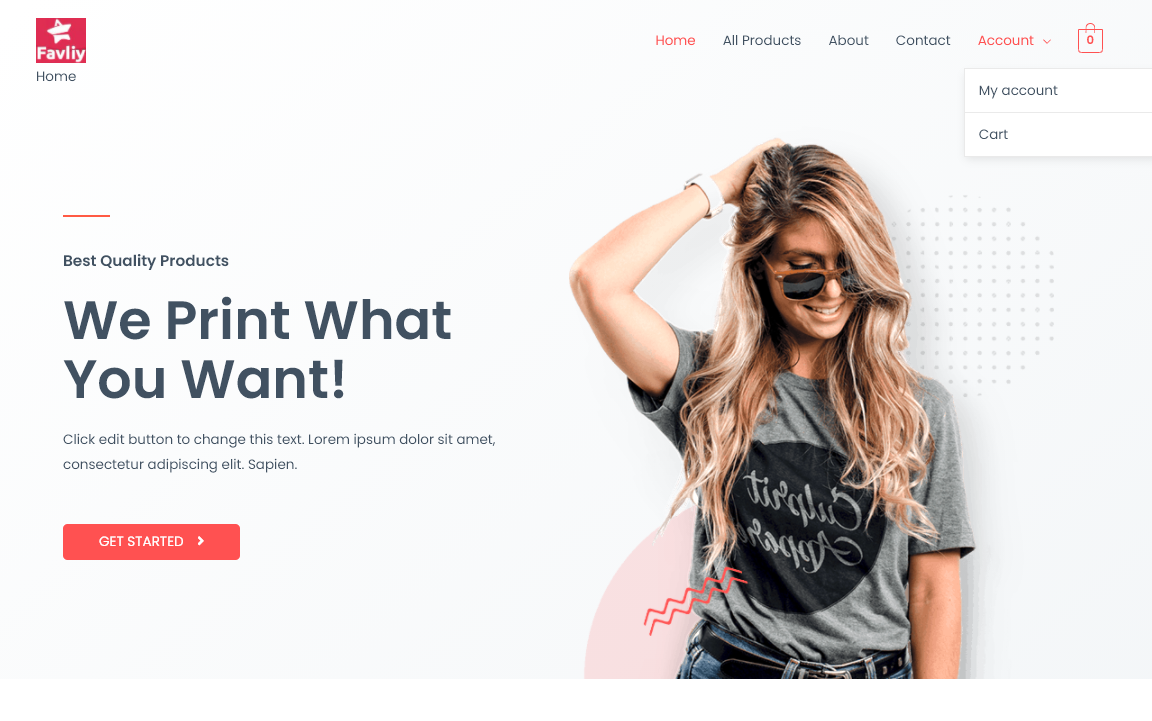 Favliy
Home
Home
All Products
About
Contact
Account
0
My account
Cart
Best Quality Products
We Print What
You Want!
Click edit button to change this text. Lorem ipsum dolor sit amet,
consectetur adipiscing elit. Sapien.
GET STARTED
Culprit
Appare